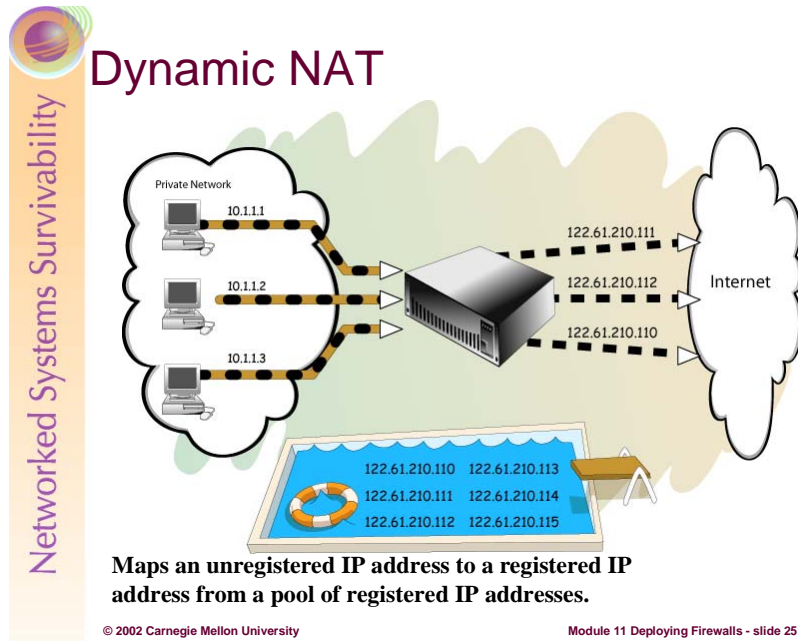 Networked Systems Survivability
Dynamic NAT
Private Network
10.1.1.1
10.1.1.2
10.1.1.3
122.61.210.111
122.61.210.112
122.61.210.110
Internet
122.61.210.110 122.61.210.113
122.61.210.111 122.61.210.114
122.61.210.112 122.61.210.115
Maps an unregistered IP address to a registered IP
address from a pool of registered IP addresses.
© 2002 Carnegie Mellon University Module 11 Deploying Firewalls - slide 25